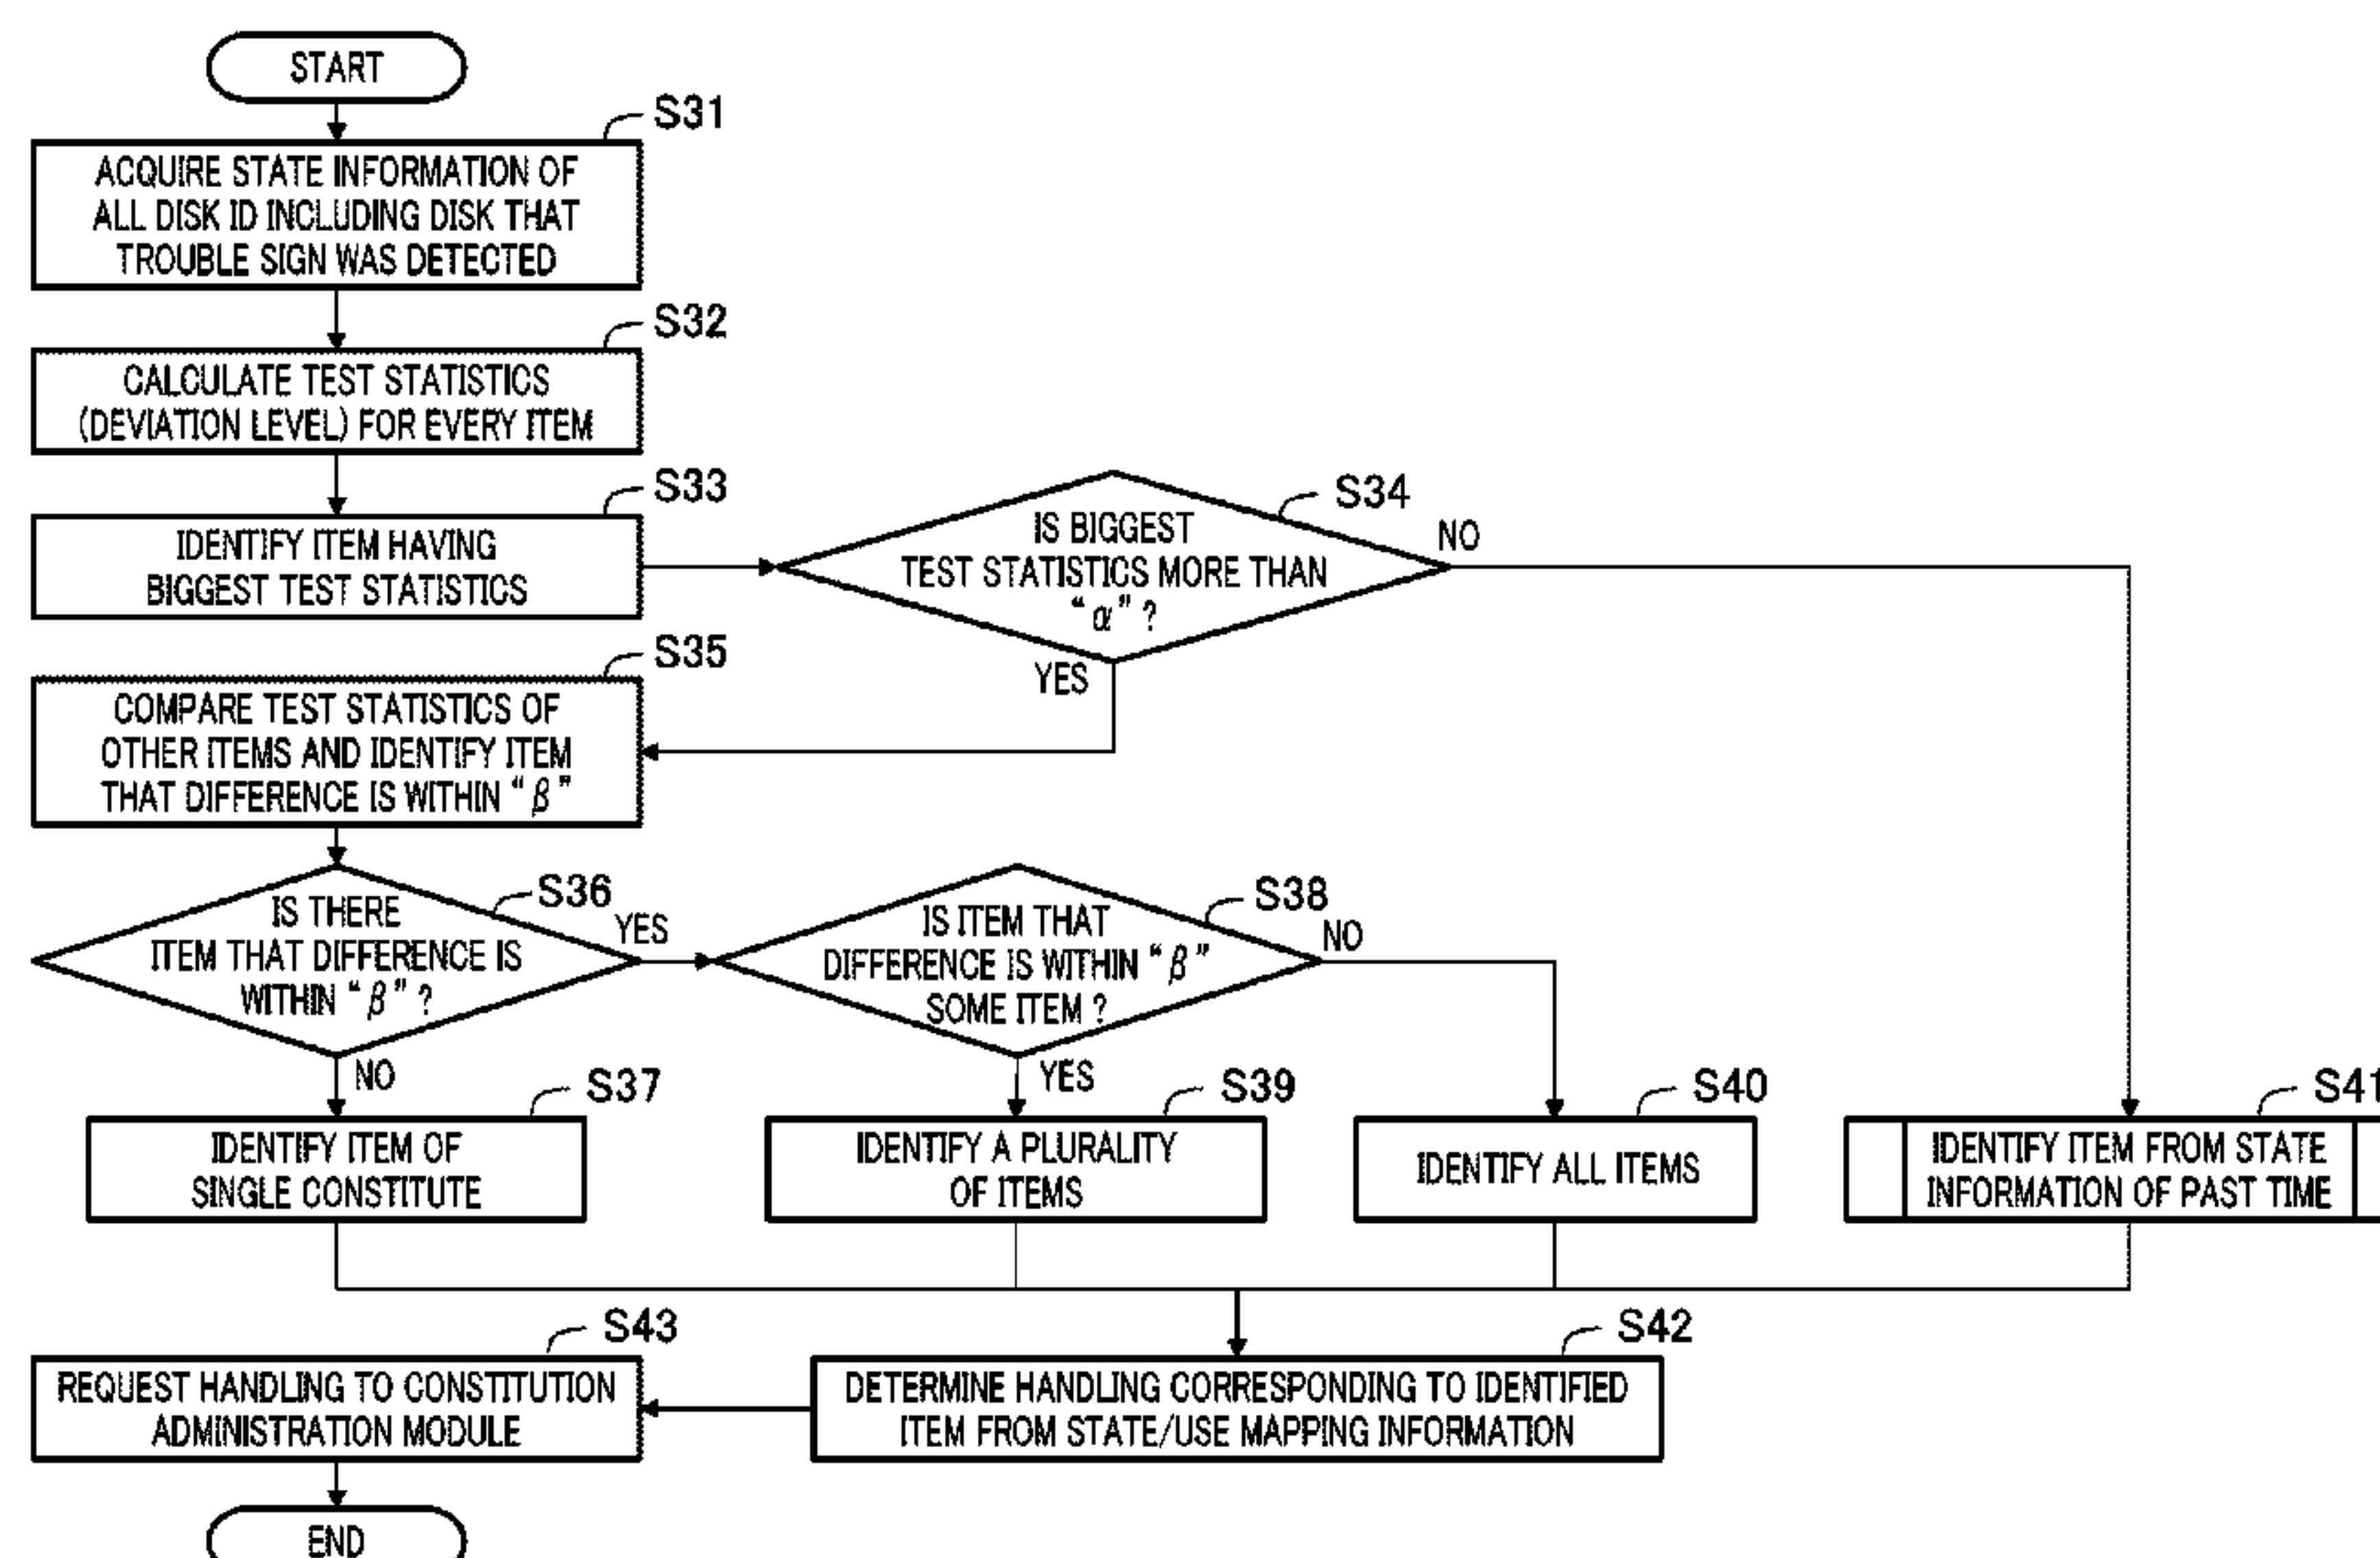 START
S31
ACQUIRE STATE INFORMATION OF
ALL DISK ID INCLUDING DISK THAT
TROUBLE SIGN WAS DETECTED
S32
CALCULATE TEST STATISTICS
(DEVIATION LEVEL) FOR EVERY ITEM
S33
IDENTIFY ITEM HAVING
BIGGEST TEST STATISTICS
S34
IS BIGGEST
TEST STATISTICS MORE THAN
“α”?
NO
YES
S35
COMPARE TEST STATISTICS OF
OTHER ITEMS AND IDENTIFY ITEM
THAT DIFFERENCE IS WITHIN “β”
S36
IS THERE
ITEM THAT DIFFERENCE IS
WITHIN “β”?
YES
NO
S38
IS ITEM THAT
DIFFERENCE IS WITHIN “β”
SOME ITEM ?
NO
YES
S37
IDENTIFY ITEM OF
SINGLE CONSTITUTE
S39
IDENTIFY A PLURALITY
OF ITEMS
S40
IDENTIFY ALL ITEMS
S41
IDENTIFY ITEM FROM STATE
INFORMATION OF PAST TIME
S42
DETERMINE HANDLING CORRESPONDING TO IDENTIFIED
ITEM FROM STATE/USE MAPPING INFORMATION
S43
REQUEST HANDLING TO CONSTITUTION
ADMINISTRATION MODULE
END